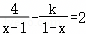 4/(x-1) - k/(1-x) = 2